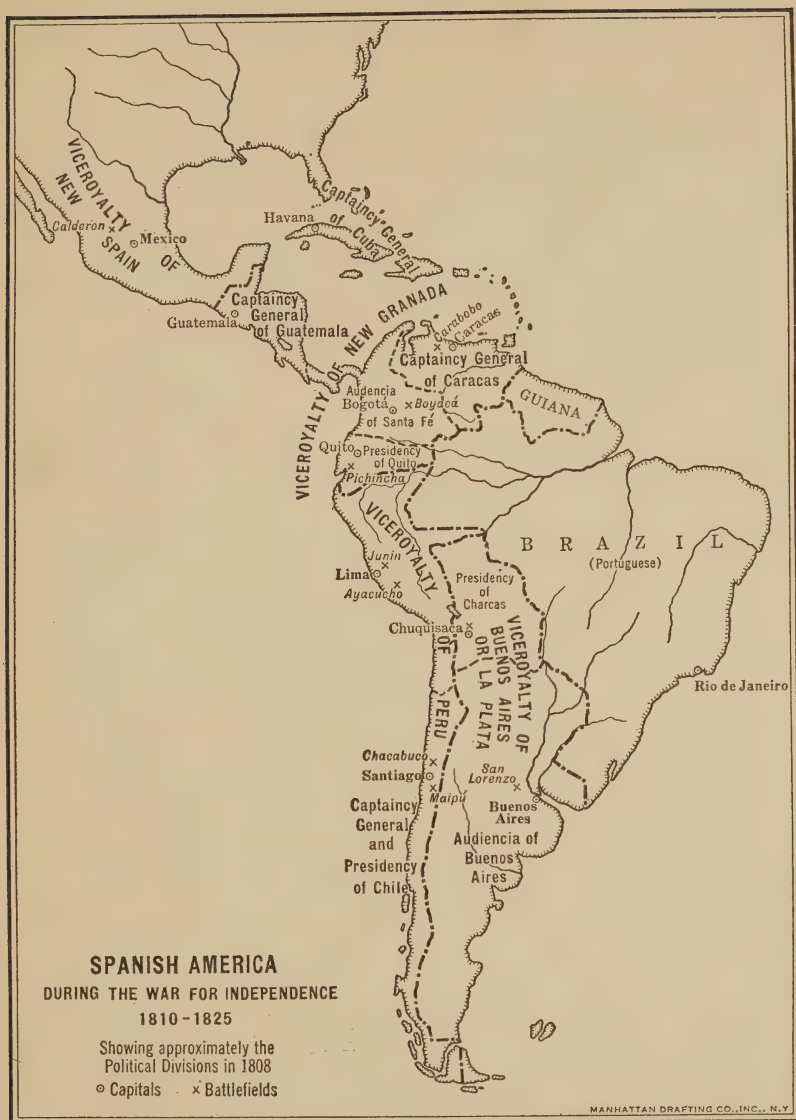 VICEROYALTY OF
NEW SPAIN
Calderon
Mexico
Havana
Captaincy General
of Cuba
Captaincy
General
of Guatemala
Guatemala
VICEROYALTY OF NEW GRANADA
Carabobo
Caracas
Captaincy General
of Caracas
GUIANA
Audencia
Bogotá
Boyacá
of Santa Fé
Quito
Presidency
of Quito
Pichincha
VICEROYALTY
OF
PERU
BRAZIL
(Portuguese)
Junin
Lima
Ayacucho
Presidency
of
Charcas
Chuquisaca
VICEROYALTY OF
BUENOS AIRES
OR LA PLATA
Rio de Janeiro
Chacabuco
Santiago
Maipú
San
Lorenzo
Buenos
Aires
Captaincy
General
and
Presidency
of Chile
Audiencia of
Buenos
Aires
SPANISH AMERICA
DURING THE WAR FOR INDEPENDENCE
1810-1825
Showing approximately the
Political Divisions in 1808
Capitals × Battlefields
MANHATTAN DRAFTING CO., INC., N.Y